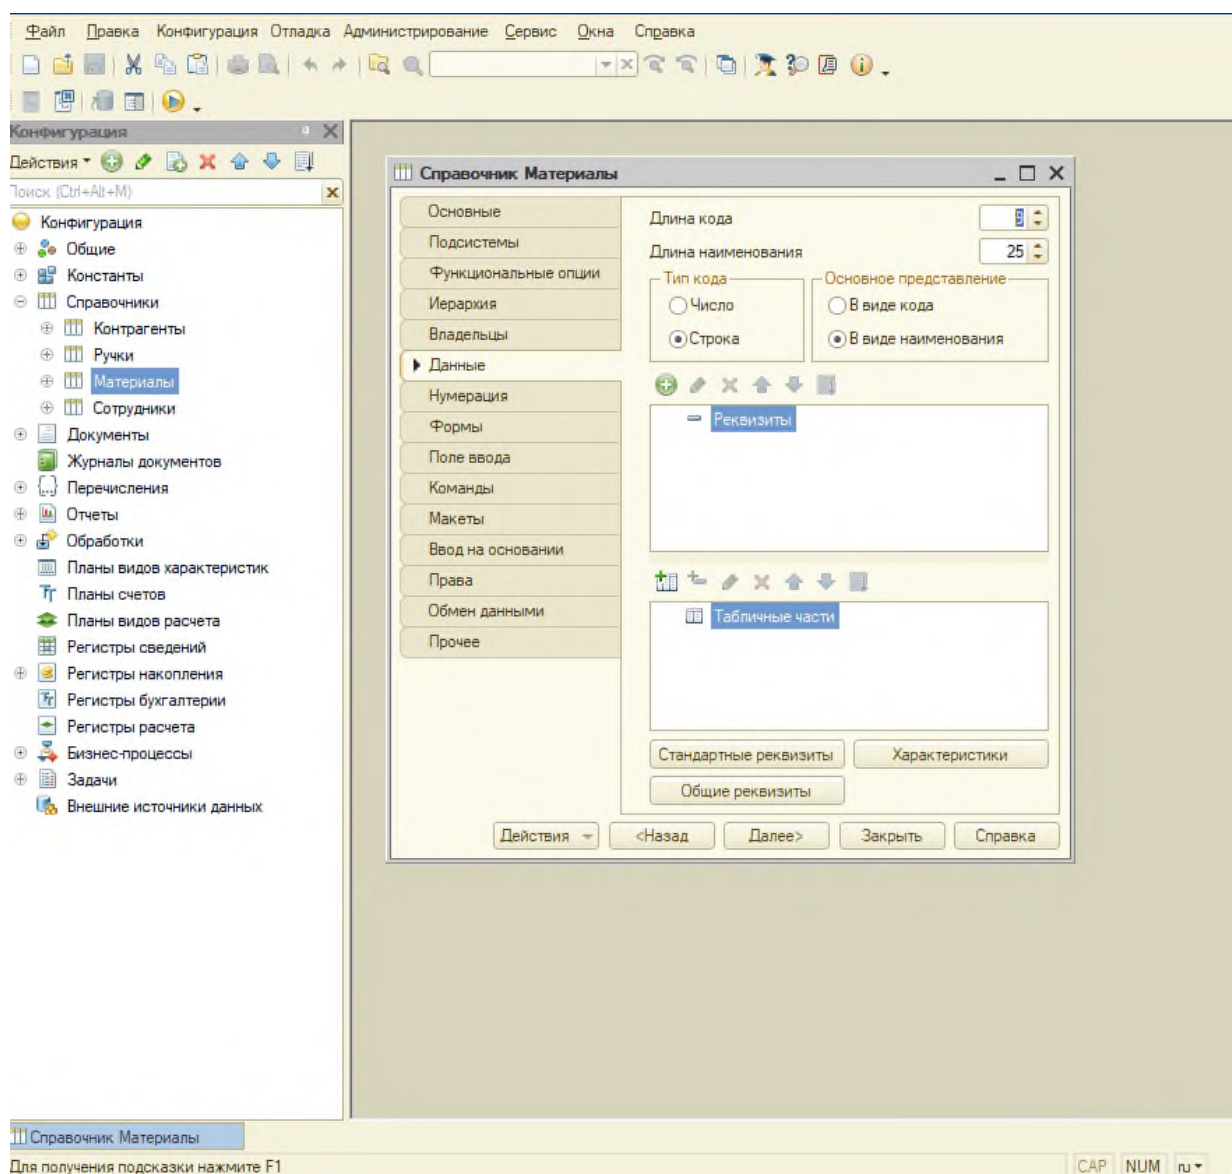 Файл Правка Конфигурация Отладка Администрирование Сервис Окна Справка
Конфигурация
Действия
Поиск (Ctrl+Alt+M)
Конфигурация
Общие
Константы
Справочники
Контрагенты
Ручки
Материалы
Сотрудники
Документы
Журналы документов
Перечисления
Отчеты
Обработки
Планы видов характеристик
Планы счетов
Планы видов расчета
Регистры сведений
Регистры накопления
Регистры бухгалтерии
Регистры расчета
Бизнес-процессы
Задачи
Внешние источники данных
Справочник Материалы
Основные
Подсистемы
Функциональные опции
Иерархия
Владельцы
Данные
Нумерация
Формы
Поле ввода
Команды
Макеты
Ввод на основании
Права
Обмен данными
Прочее
Длина кода 9
Длина наименования 25
Тип кода Основное представление
Число В виде кода
Строка В виде наименования
Реквизиты
Табличные части
Стандартные реквизиты Характеристики
Общие реквизиты
Действия <Назад Далее> Закрыть Справка
Справочник Материалы
Для получения подсказки нажмите F1 CAP NUM ru